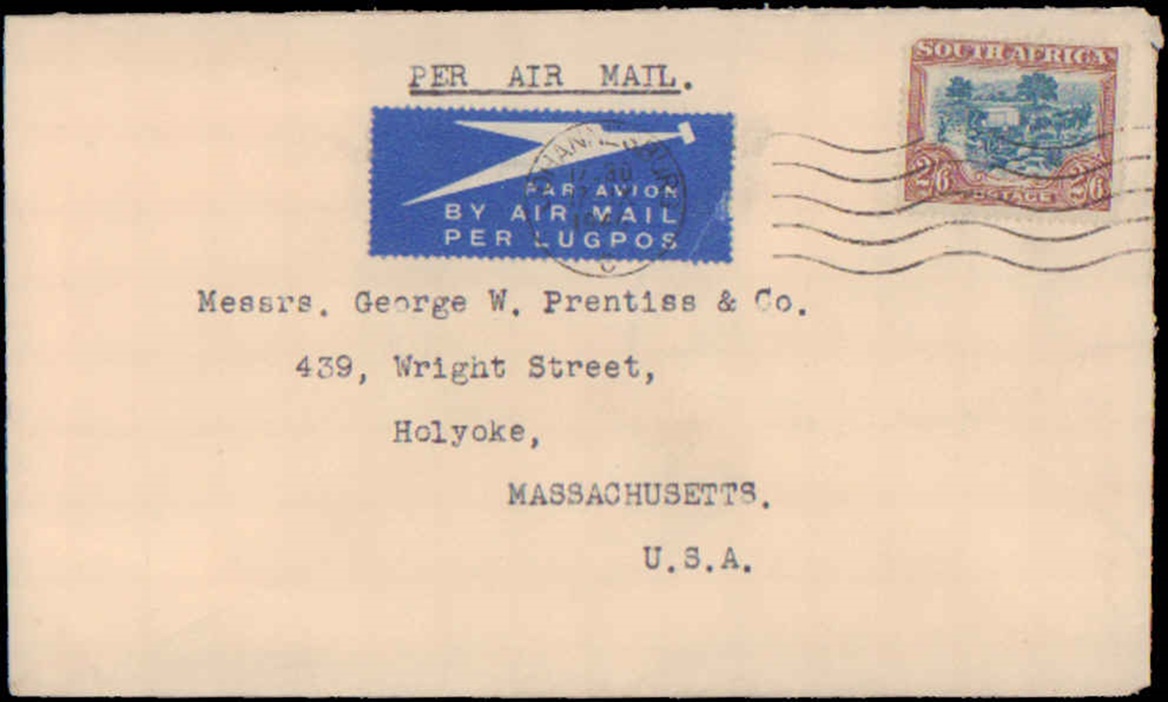 PER AIR MAIL.
SOUTH AFRICA
2/6 POSTAGE 2/6
PAR AVION
BY AIR MAIL
PER LUGPOS
Messrs. George W. Prentiss & Co.
439, Wright Street,
Holyoke,
MASSACHUSETTS.
U.S.A.